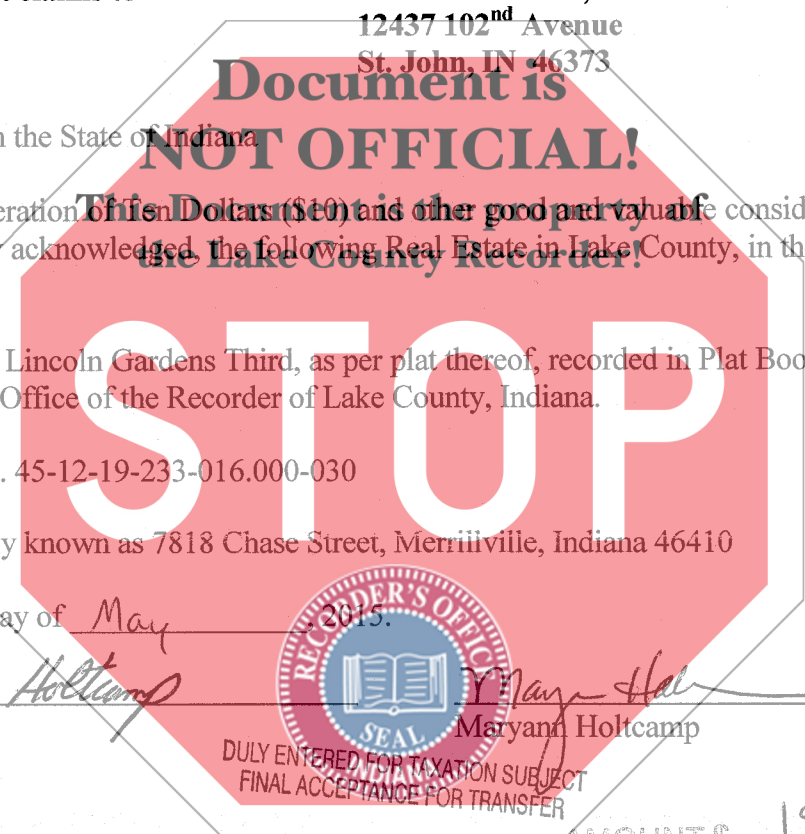 12437 102nd Avenue
St. John, IN 46373
Document is
NOT OFFICIAL!
This Document is the property of
the Lake County Recorder!
n the State of Indiana
eration of Ten Dollars ($10) and other good and valuable consid
acknowledged, the following Real Estate in Lake County, in th
STOP
Lincoln Gardens Third, as per plat thereof, recorded in Plat Boo
Office of the Recorder of Lake County, Indiana.
. 45-12-19-233-016.000-030
y known as 7818 Chase Street, Merrillville, Indiana 46410
ay of May, 2015.
Holtcamp
Maryann Holtcamp
RECORDER'S OFFICE
SEAL
INDIANA
DULY ENTERED FOR TAXATION SUBJECT
FINAL ACCEPTANCE FOR TRANSFER